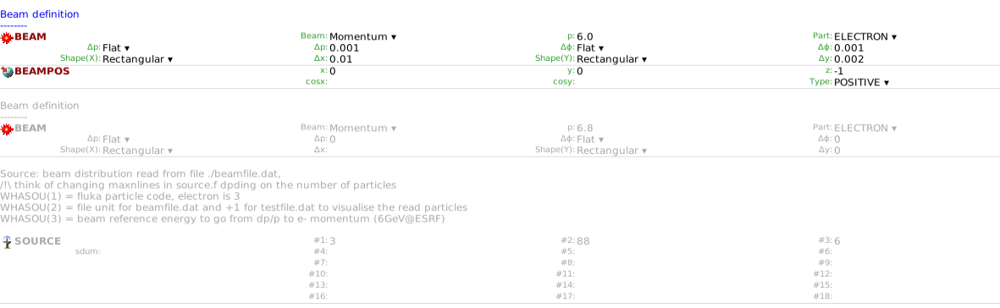 Beam definition
--------
BEAM Beam: Momentum ▾ p: 6.0 Part: ELECTRON ▾
Δp: Flat ▾ Δp: 0.001 Δϕ: Flat ▾ Δϕ: 0.001
Shape(X): Rectangular ▾ Δx: 0.01 Shape(Y): Rectangular ▾ Δy: 0.002
BEAMPOS x: 0 y: 0 z: -1
cosx: cosy: Type: POSITIVE ▾
Beam definition
--------
BEAM Beam: Momentum ▾ p: 6.8 Part: ELECTRON ▾
Δp: Flat ▾ Δp: 0 Δϕ: Flat ▾ Δϕ: 0
Shape(X): Rectangular ▾ Δx: Shape(Y): Rectangular ▾ Δy: 0
Source: beam distribution read from file ./beamfile.dat,
/!\ think of changing maxnlines in source.f dpding on the number of particles
WHASOU(1) = fluka particle code, electron is 3
WHASOU(2) = file unit for beamfile.dat and +1 for testfile.dat to visualise the read particles
WHASOU(3) = beam reference energy to go from dp/p to e- momentum (6GeV@ESRF)
SOURCE #1: 3 #2: 88 #3: 6
sdum: #4: #5: #6:
#7: #8: #9:
#10: #11: #12:
#13: #14: #15:
#16: #17: #18: